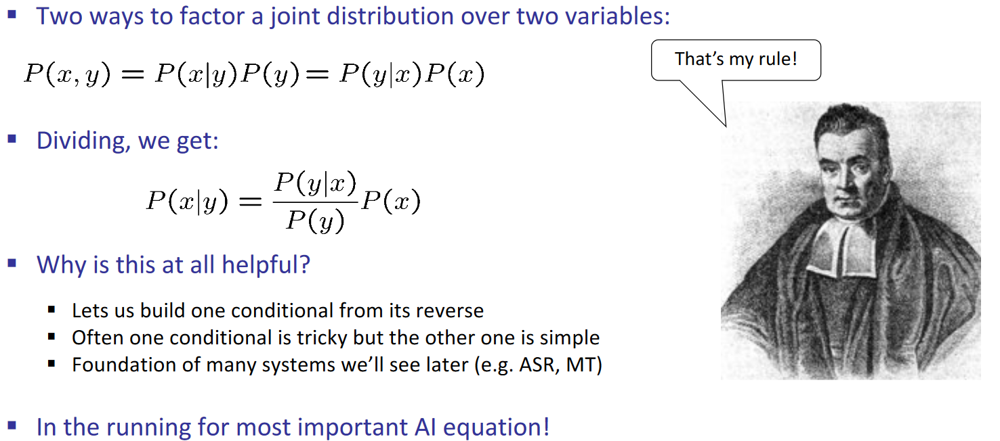 ▪ Two ways to factor a joint distribution over two variables:
That's my rule!
P(x, y) = P(x|y)P(y) = P(y|x)P(x)
▪ Dividing, we get:
P(x|y) = \frac{P(y|x)}{P(y)} P(x)
▪ Why is this at all helpful?
▪ Lets us build one conditional from its reverse
▪ Often one conditional is tricky but the other one is simple
▪ Foundation of many systems we'll see later (e.g. ASR, MT)
▪ In the running for most important AI equation!